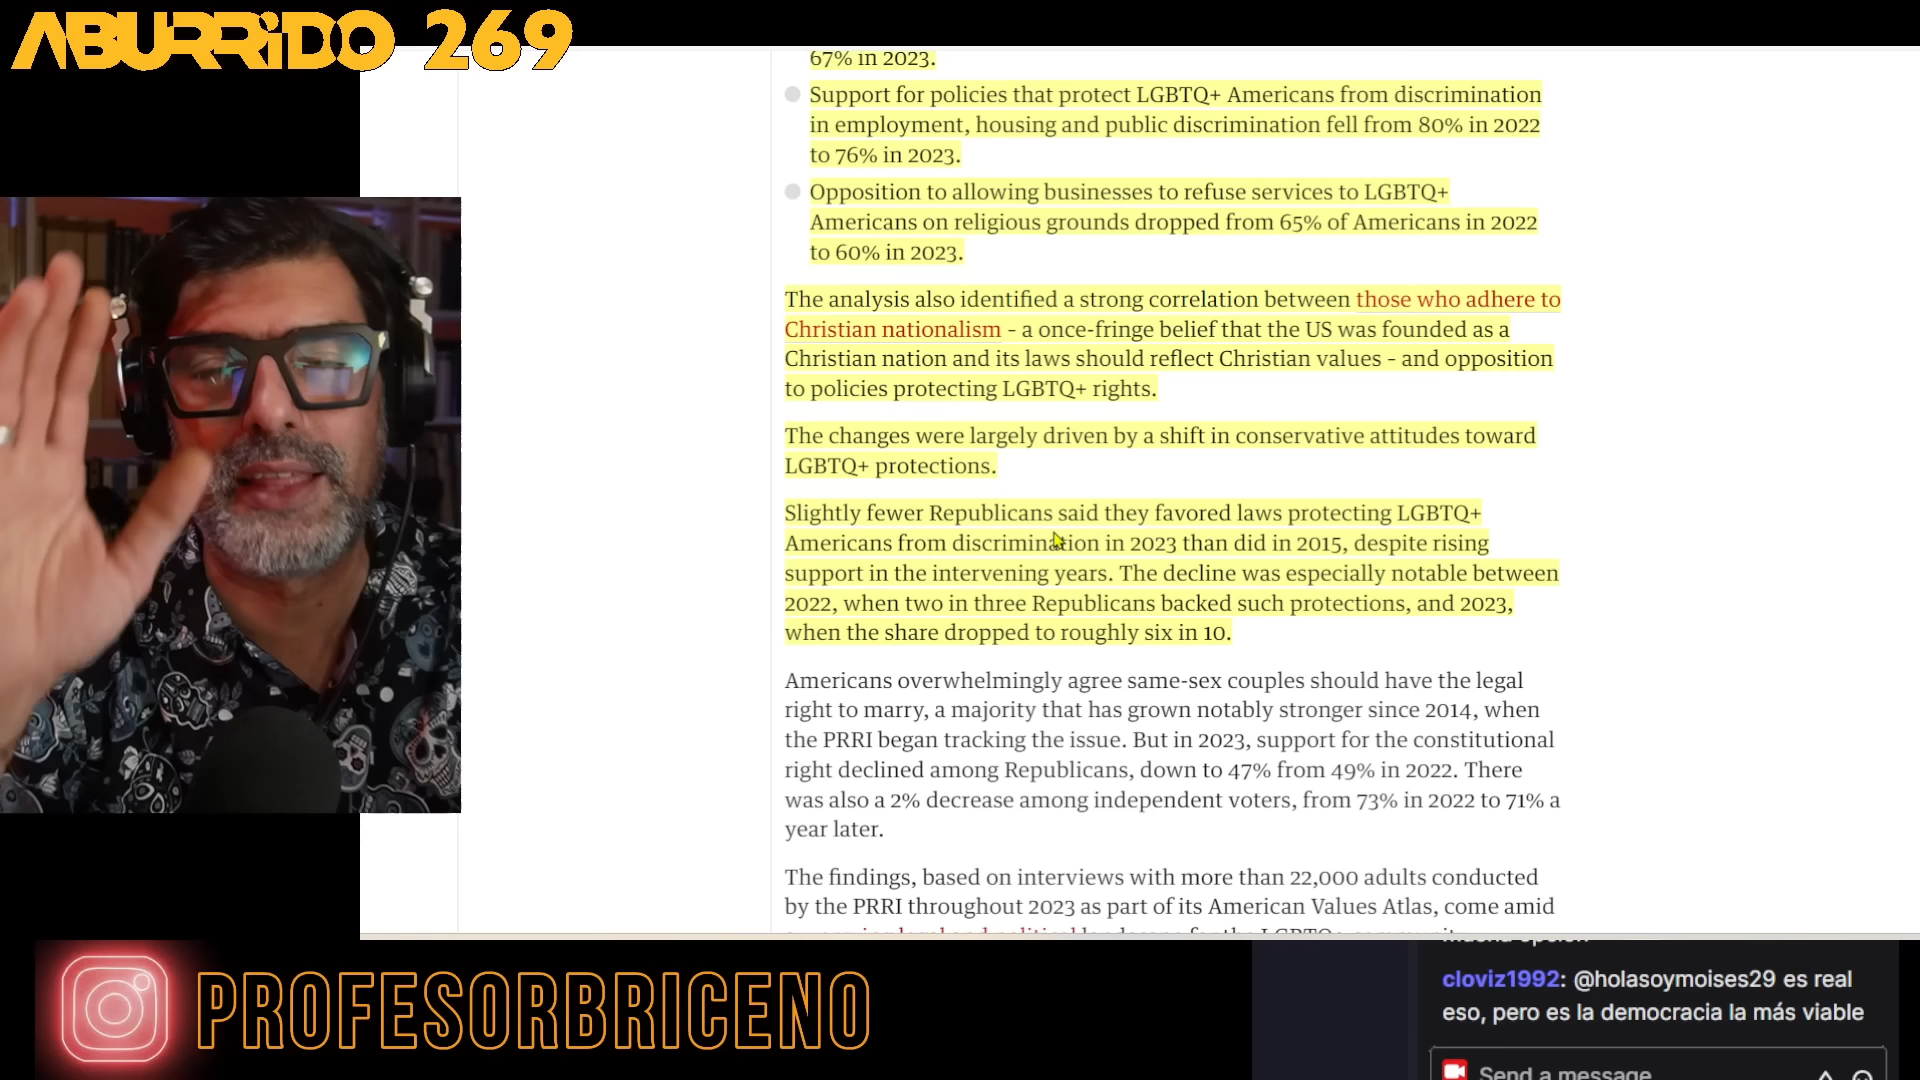 ABURRiDO 269
67% in 2023.
Support for policies that protect LGBTQ+ Americans from discrimination
in employment, housing and public discrimination fell from 80% in 2022
to 76% in 2023.
Opposition to allowing businesses to refuse services to LGBTQ+
Americans on religious grounds dropped from 65% of Americans in 2022
to 60% in 2023.
The analysis also identified a strong correlation between those who adhere to
Christian nationalism – a once-fringe belief that the US was founded as a
Christian nation and its laws should reflect Christian values – and opposition
to policies protecting LGBTQ+ rights.
The changes were largely driven by a shift in conservative attitudes toward
LGBTQ+ protections.
Slightly fewer Republicans said they favored laws protecting LGBTQ+
Americans from discrimination in 2023 than did in 2015, despite rising
support in the intervening years. The decline was especially notable between
2022, when two in three Republicans backed such protections, and 2023,
when the share dropped to roughly six in 10.
Americans overwhelmingly agree same-sex couples should have the legal
right to marry, a majority that has grown notably stronger since 2014, when
the PRRI began tracking the issue. But in 2023, support for the constitutional
right declined among Republicans, down to 47% from 49% in 2022. There
was also a 2% decrease among independent voters, from 73% in 2022 to 71% a
year later.
The findings, based on interviews with more than 22,000 adults conducted
by the PRRI throughout 2023 as part of its American Values Atlas, come amid
PROFESORBRICENO
cloviz1992: @holasoymoises29 es real
eso, pero es la democracia la más viable
Send a message